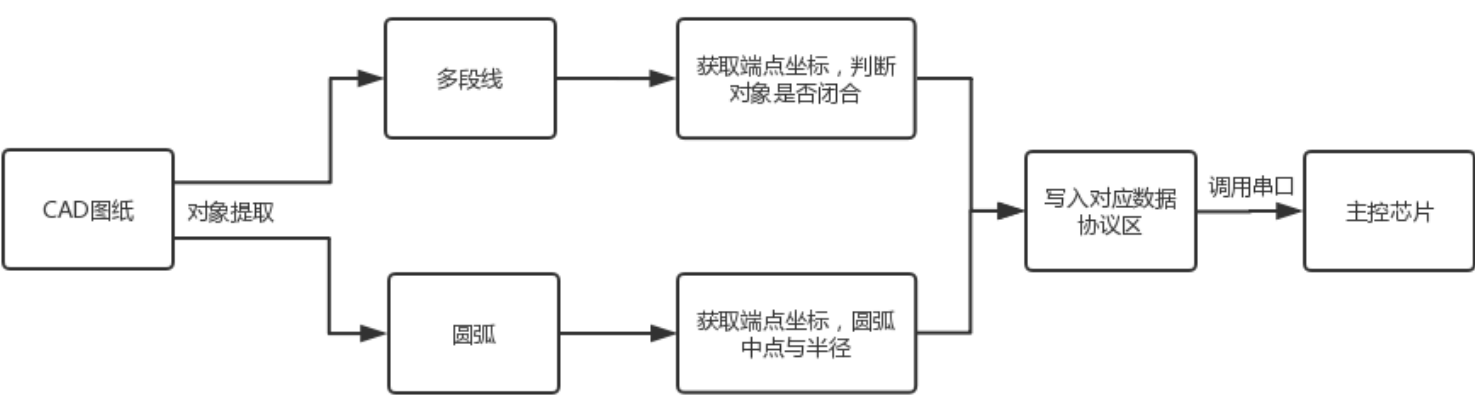 多段线
获取端点坐标，判断
对象是否闭合
CAD图纸
对象提取
写入对应数据
协议区
调用串口
主控芯片
圆弧
获取端点坐标，圆弧
中点与半径